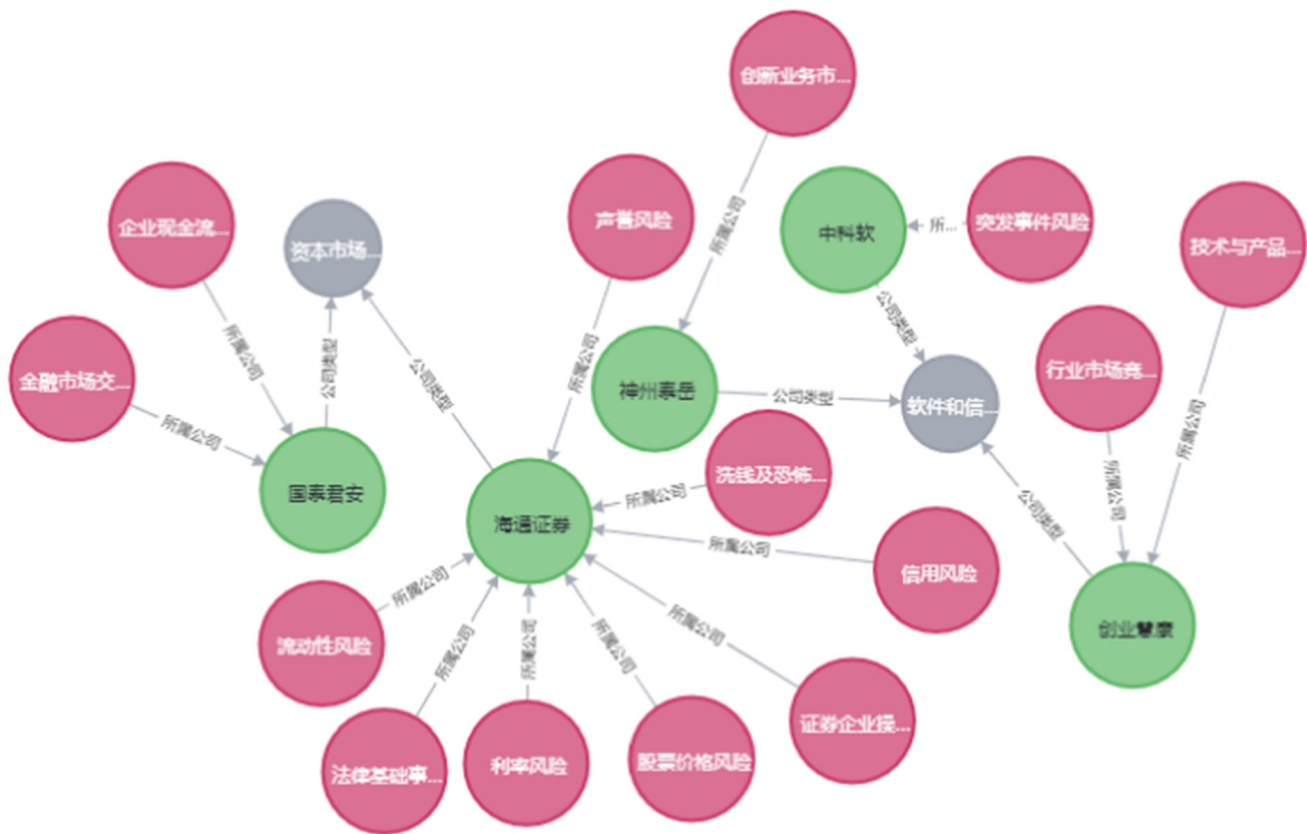 创新业务市...
声誉风险
企业现金流...
资本市场...
中科软
所...
突发事件风险
技术与产品...
所属公司
金融市场交...
所属公司
公司类型
公司类型
所属公司
公司类型
行业市场竞...
神州泰岳
公司类型
软件和信...
所属公司
所属公司
国泰君安
海通证券
所属公司
洗钱及恐怖...
所属公司
公司类型
所属公司
信用风险
流动性风险
所属公司
所属公司
所属公司
所属公司
所属公司
创业慧康
法律基础事...
利率风险
股票价格风险
证券企业操...